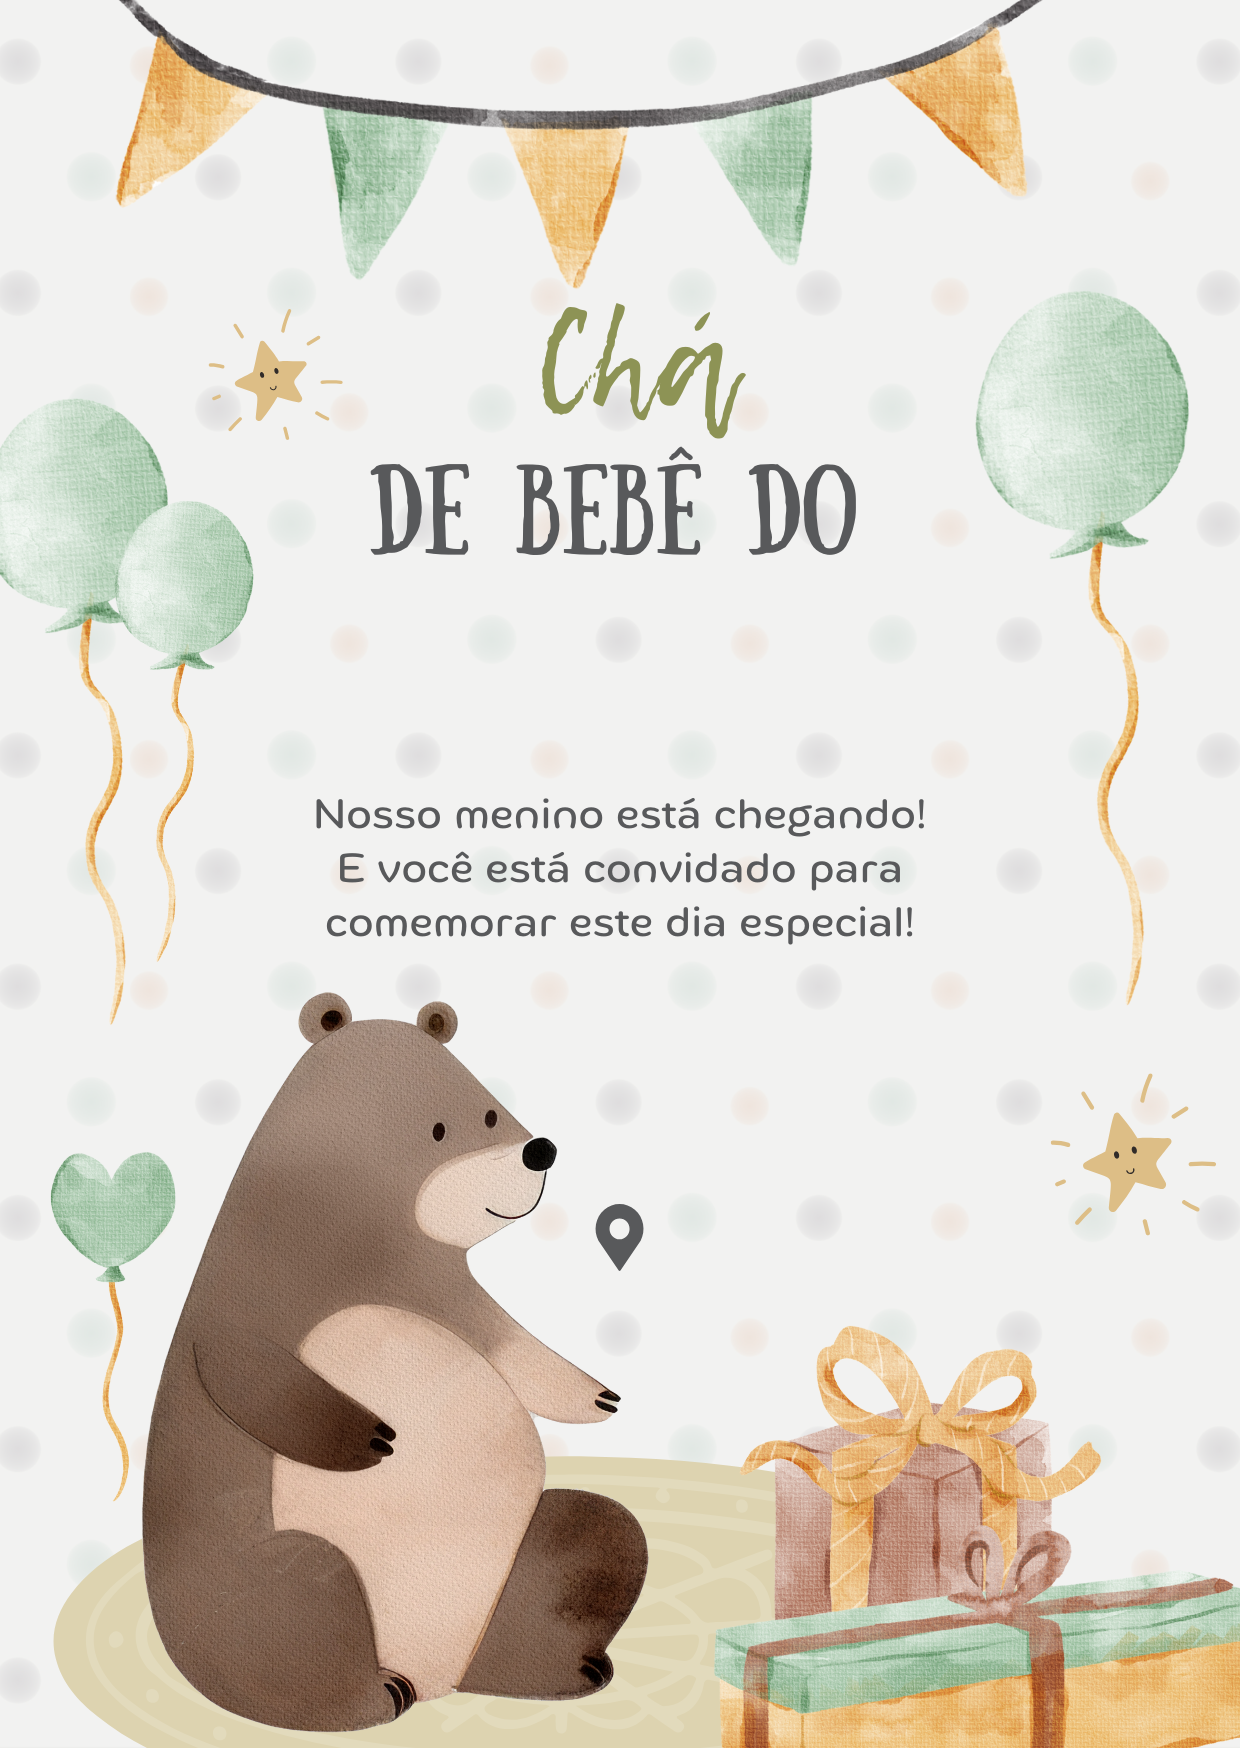 Chá
DE BEBÊ DO
Nosso menino está chegando!
E você está convidado para
comemorar este dia especial!